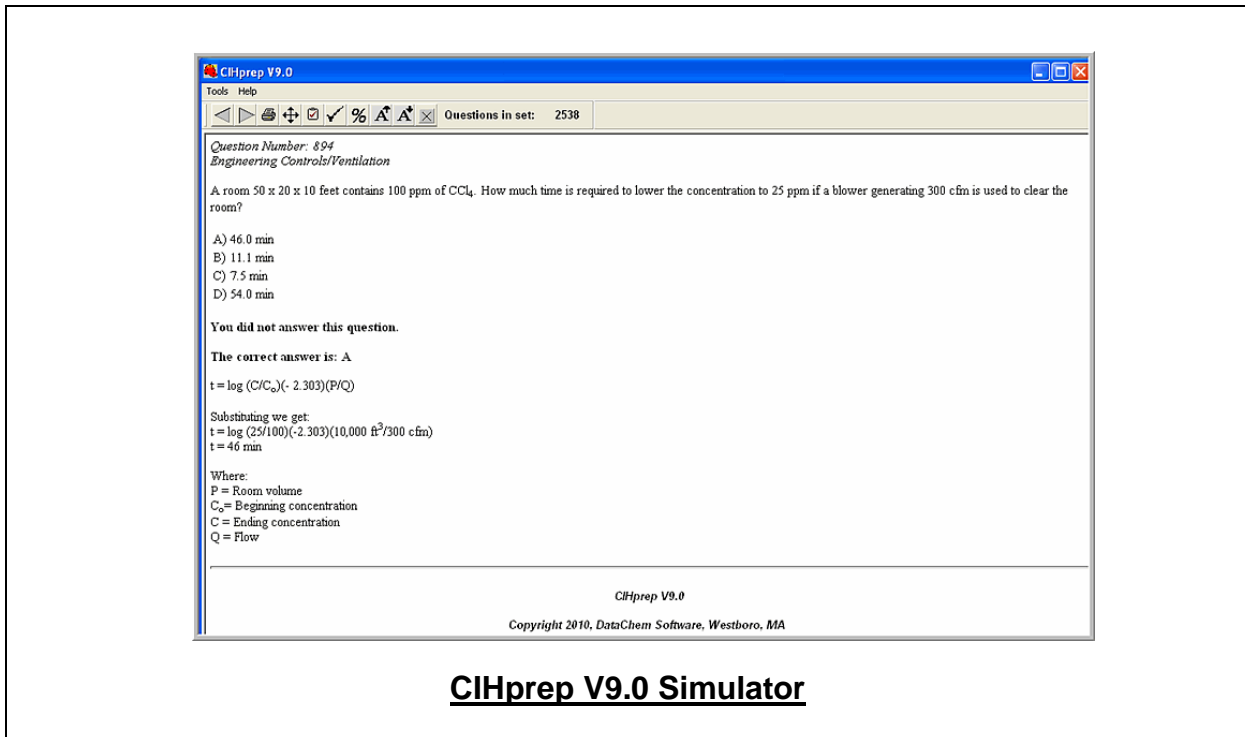 CIHprep V9.0
Tools Help
Questions in set: 2538
Question Number: 894
Engineering Controls/Ventilation
A room 50 x 20 x 10 feet contains 100 ppm of CCl₄. How much time is required to lower the concentration to 25 ppm if a blower generating 300 cfm is used to clear the
room?
A) 46.0 min
B) 11.1 min
C) 7.5 min
D) 54.0 min
You did not answer this question.
The correct answer is: A
t = log (C/Cₒ)(- 2.303)(P/Q)
Substituting we get:
t = log (25/100)(-2.303)(10,000 ft³/300 cfm)
t = 46 min
Where:
P = Room volume
Cₒ= Beginning concentration
C = Ending concentration
Q = Flow
CIHprep V9.0
Copyright 2010, DataChem Software, Westboro, MA
CIHprep V9.0 Simulator